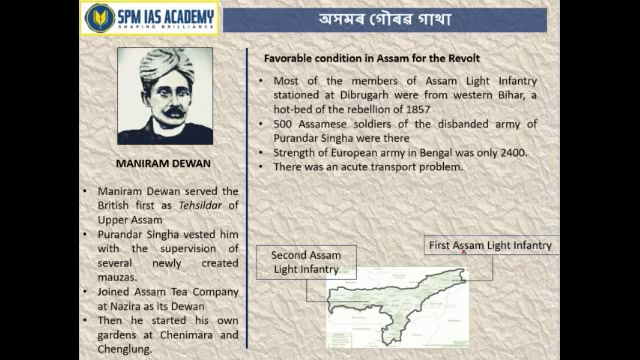 SPM IAS ACADEMY
SHAPING BRILLIANCE
অসমৰ গৌৰৱ গাথা
MANIRAM DEWAN
• Maniram Dewan served the
British first as Tehsildar of
Upper Assam
• Purandar Singha vested him
with the supervision of
several newly created
mauzas.
• Joined Assam Tea Company
at Nazira as its Dewan
• Then he started his own
gardens at Chenimara and
Chenglung.
Favorable condition in Assam for the Revolt
• Most of the members of Assam Light Infantry
stationed at Dibrugarh were from western Bihar, a
hot-bed of the rebellion of 1857
• 500 Assamese soldiers of the disbanded army of
Purandar Singha were there
• Strength of European army in Bengal was only 2400.
• There was an acute transport problem.
Second Assam
Light Infantry
First Assam Light Infantry